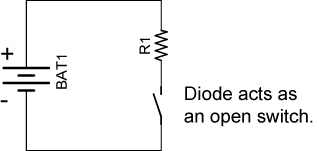 R1
+
BAT1
-
Diode acts as
an open switch.